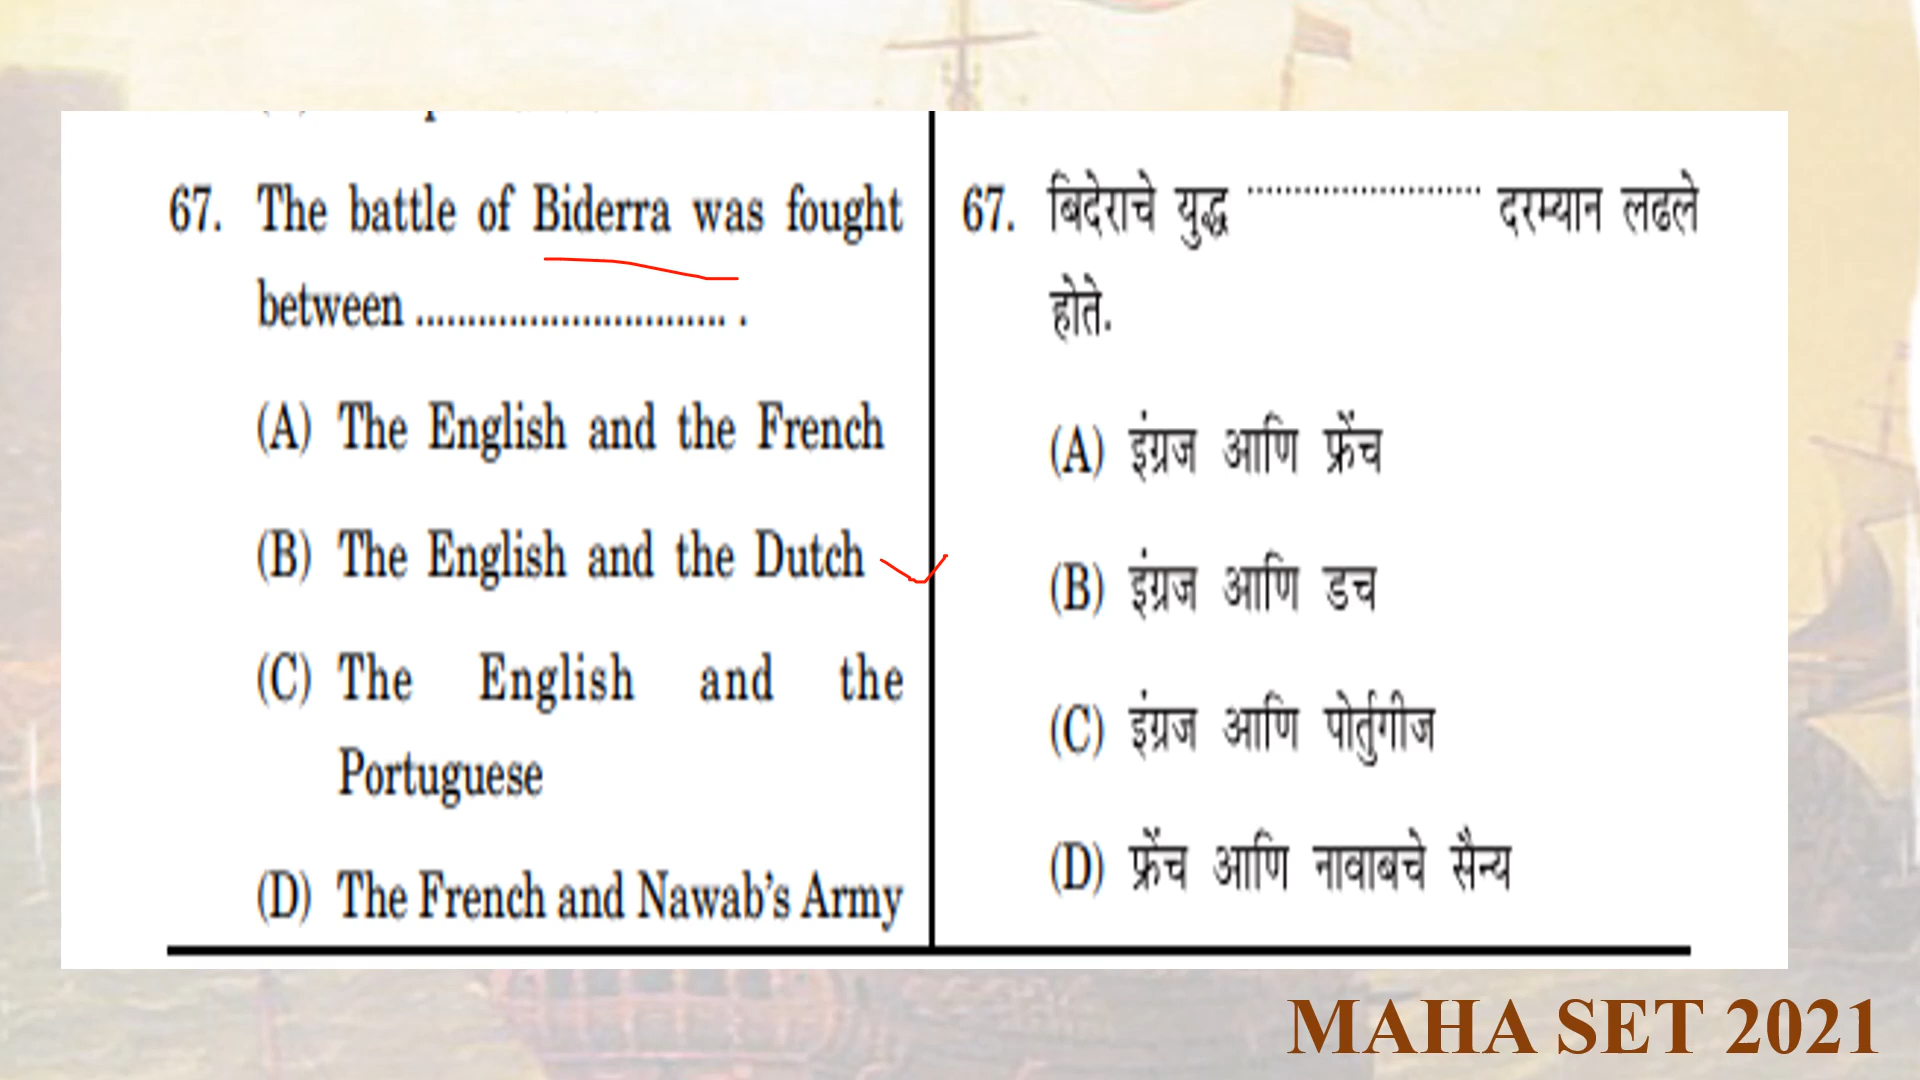 67. The battle of Biderra was fought
between .............................. .
(A) The English and the French
(B) The English and the Dutch
(C) The English and the
Portuguese
(D) The French and Nawab's Army
67. बिदेराचे युद्ध ........................ दरम्यान लढले
होते.
(A) इंग्रज आणि फ्रेंच
(B) इंग्रज आणि डच
(C) इंग्रज आणि पोर्तुगीज
(D) फ्रेंच आणि नावाबचे सैन्य
MAHA SET 2021